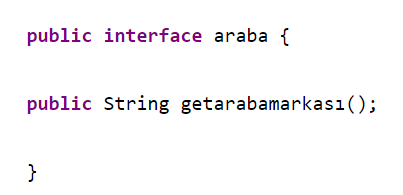 public interface araba {
public String getarabamarkası();
}